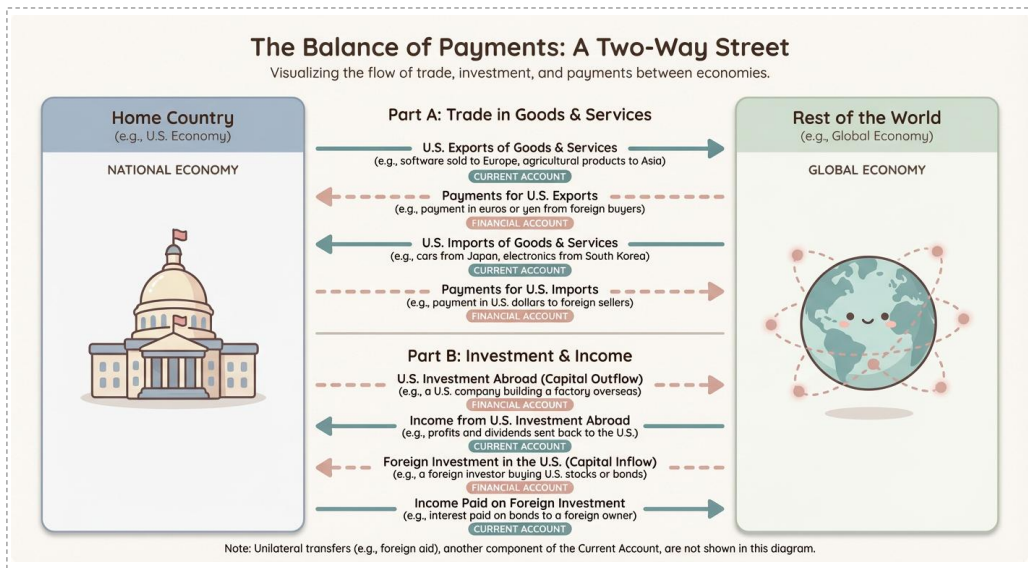 The Balance of Payments: A Two-Way Street
Visualizing the flow of trade, investment, and payments between economies.
Home Country
(e.g., U.S. Economy)
NATIONAL ECONOMY
Part A: Trade in Goods & Services
U.S. Exports of Goods & Services
(e.g., software sold to Europe, agricultural products to Asia)
CURRENT ACCOUNT
Payments for U.S. Exports
(e.g., payment in euros or yen from foreign buyers)
FINANCIAL ACCOUNT
U.S. Imports of Goods & Services
(e.g., cars from Japan, electronics from South Korea)
CURRENT ACCOUNT
Payments for U.S. Imports
(e.g., payment in U.S. dollars to foreign sellers)
FINANCIAL ACCOUNT
Part B: Investment & Income
U.S. Investment Abroad (Capital Outflow)
(e.g., a U.S. company building a factory overseas)
FINANCIAL ACCOUNT
Income from U.S. Investment Abroad
(e.g., profits and dividends sent back to the U.S.)
CURRENT ACCOUNT
Foreign Investment in the U.S. (Capital Inflow)
(e.g., a foreign investor buying U.S. stocks or bonds)
FINANCIAL ACCOUNT
Income Paid on Foreign Investment
(e.g., interest paid on bonds to a foreign owner)
CURRENT ACCOUNT
Rest of the World
(e.g., Global Economy)
GLOBAL ECONOMY
Note: Unilateral transfers (e.g., foreign aid), another component of the Current Account, are not shown in this diagram.